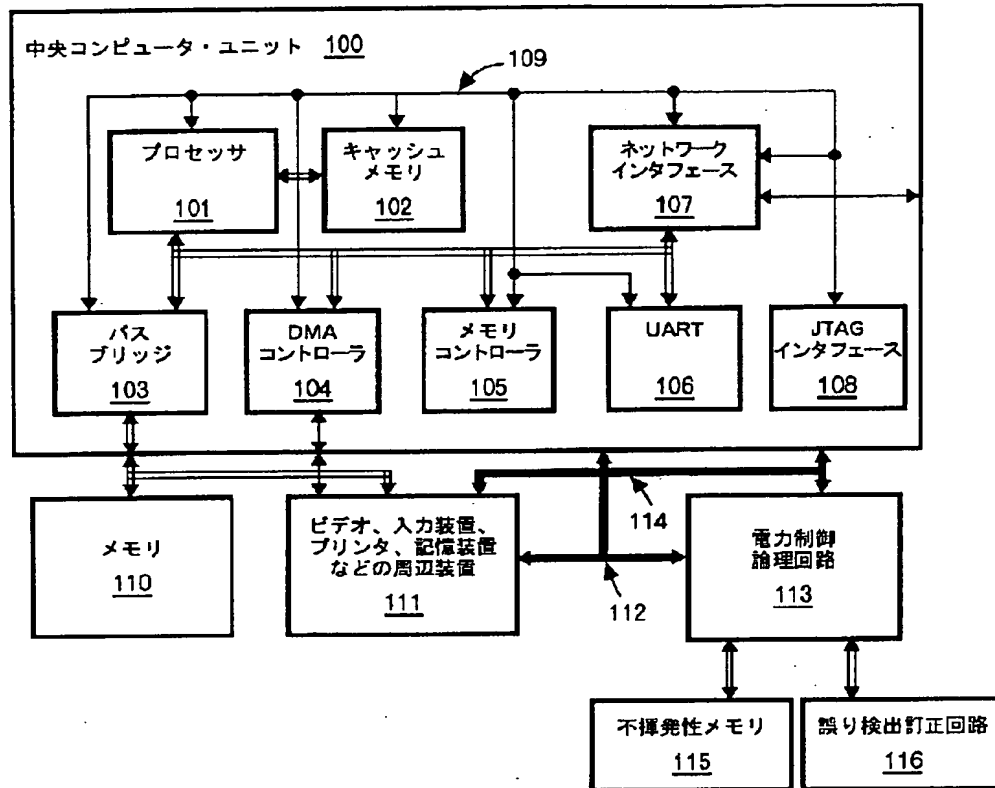 中央コンピュータ・ユニット 100
109
プロセッサ
101
キャッシュ
メモリ
102
ネットワーク
インタフェース
107
バス
ブリッジ
103
DMA
コントローラ
104
メモリ
コントローラ
105
UART
106
JTAG
インタフェース
108
メモリ
110
ビデオ、入力装置、
プリンタ、記憶装置
などの周辺装置
111
114
112
電力制御
論理回路
113
不揮発性メモリ
115
誤り検出訂正回路
116